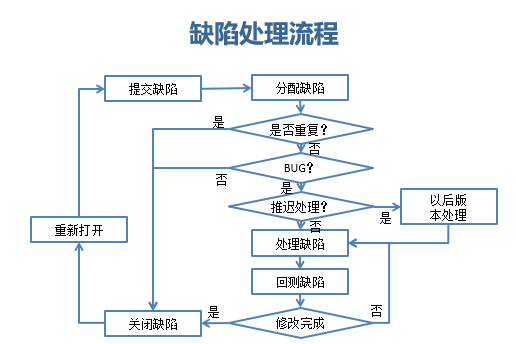 缺陷处理流程
提交缺陷
分配缺陷
是
是否重复？
否
BUG？
否
是
推迟处理？
是
以后版
本处理
否
重新打开
处理缺陷
回测缺陷
关闭缺陷
是
修改完成
否